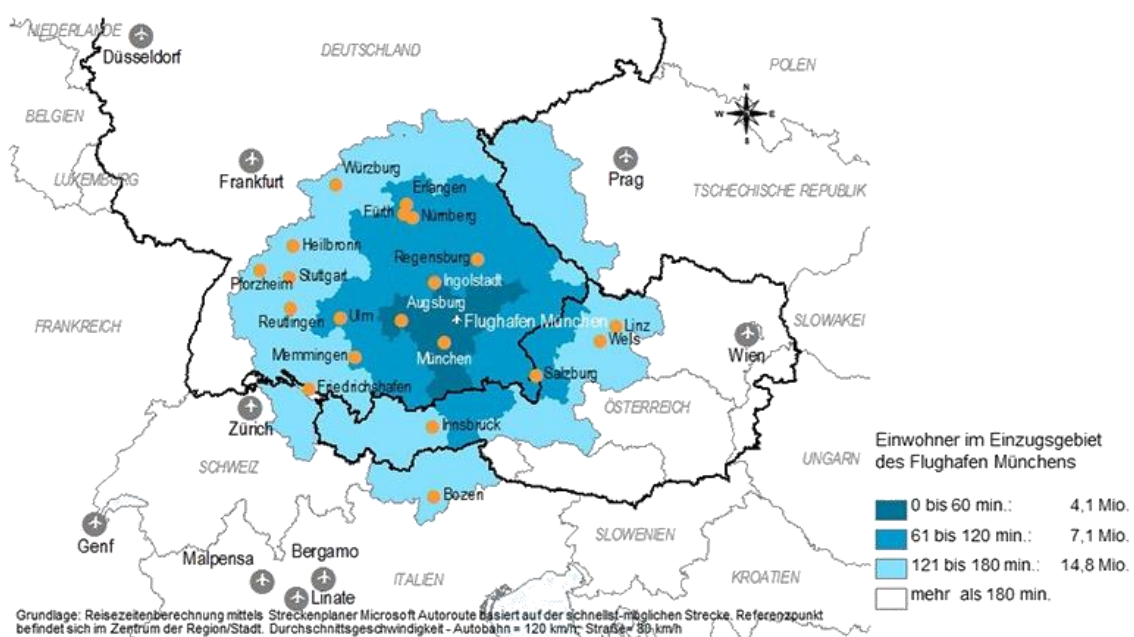 NIEDERLANDE
Düsseldorf
DEUTSCHLAND
POLEN
BELGIEN
N
W E
S
LUXEMBURG
Frankfurt
Würzburg
Erlangen
Fürth
Nürnberg
Prag
TSCHECHISCHE REPUBLIK
Heilbronn
Regensburg
Pforzheim
Stuttgart
Ingolstadt
Augsburg
FRANKREICH
Reutlingen
Ulm
Flughafen München
Linz
SLOWAKEI
Wels
Memmingen
München
Wien
Salzburg
Friedrichshafen
ÖSTERREICH
Zürich
Innsbruck
SCHWEIZ
Einwohner im Einzugsgebiet
des Flughafen Münchens
UNGARN
Bozen
0 bis 60 min.: 4,1 Mio.
61 bis 120 min.: 7,1 Mio.
121 bis 180 min.: 14,8 Mio.
mehr als 180 min.
Genf
SLOWENIEN
Malpensa
Bergamo
ITALIEN
KROATIEN
Linate
Grundlage: Reisezeitenberechnung mittels Streckenplaner Microsoft Autoroute basiert auf der schnellst-möglichen Strecke. Referenzpunkt
befindet sich im Zentrum der Region/Stadt. Durchschnittsgeschwindigkeit - Autobahn = 120 km/h; Straße= 80 km/h